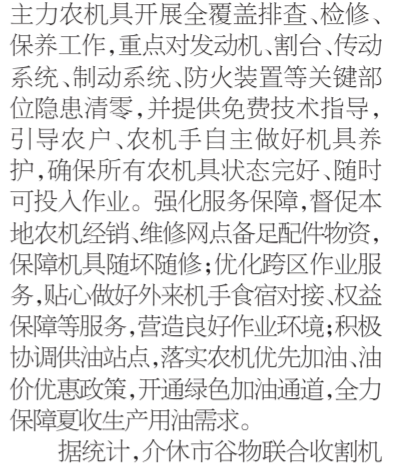 主力农机具开展全覆盖排查、检修、
保养工作，重点对发动机、割台、传动
系统、制动系统、防火装置等关键部
位隐患清零，并提供免费技术指导，
引导农户、农机手自主做好机具养
护，确保所有农机具状态完好、随时
可投入作业。强化服务保障，督促本
地农机经销、维修网点备足配件物资，
保障机具随坏随修；优化跨区作业服
务，贴心做好外来机手食宿对接、权益
保障等服务，营造良好作业环境；积极
协调供油站点，落实农机优先加油、油
价优惠政策，开通绿色加油通道，全力
保障夏收生产用油需求。
据统计，介休市谷物联合收割机